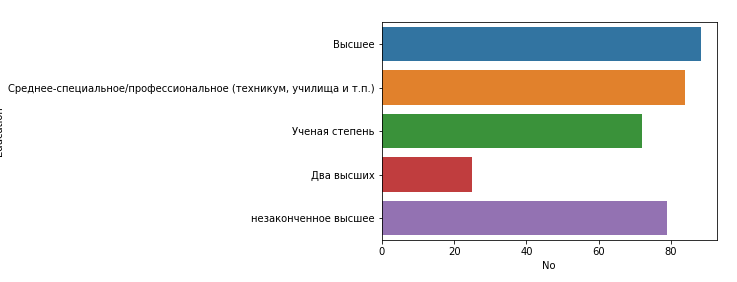 Высшее
Среднее-специальное/профессиональное (техникум, училища и т.п.)
Ученая степень
Два высших
незаконченное высшее
0 20 40 60 80
No